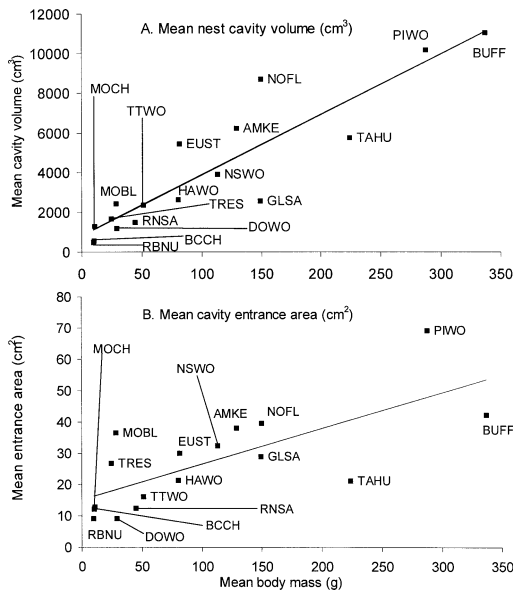 A. Mean nest cavity volume (cm³)
Mean cavity volume (cm³)
12000
10000
8000
6000
4000
2000
0
PIWO
BUFF
MOCH
NOFL
TTWO
AMKE
EUST
TAHU
NSWO
MOBL
HAWO
GLSA
TRES
RNSA
DOWO
BCCH
RBNU
0 50 100 150 200 250 300 350
B. Mean cavity entrance area (cm²)
Mean entrance area (cm²)
80
70
60
50
40
30
20
10
0
PIWO
MOCH
NSWO
AMKE
NOFL
MOBL
EUST
BUFF
TRES
GLSA
HAWO
TAHU
TTWO
RNSA
BCCH
RBNU
DOWO
0 50 100 150 200 250 300 350
Mean body mass (g)